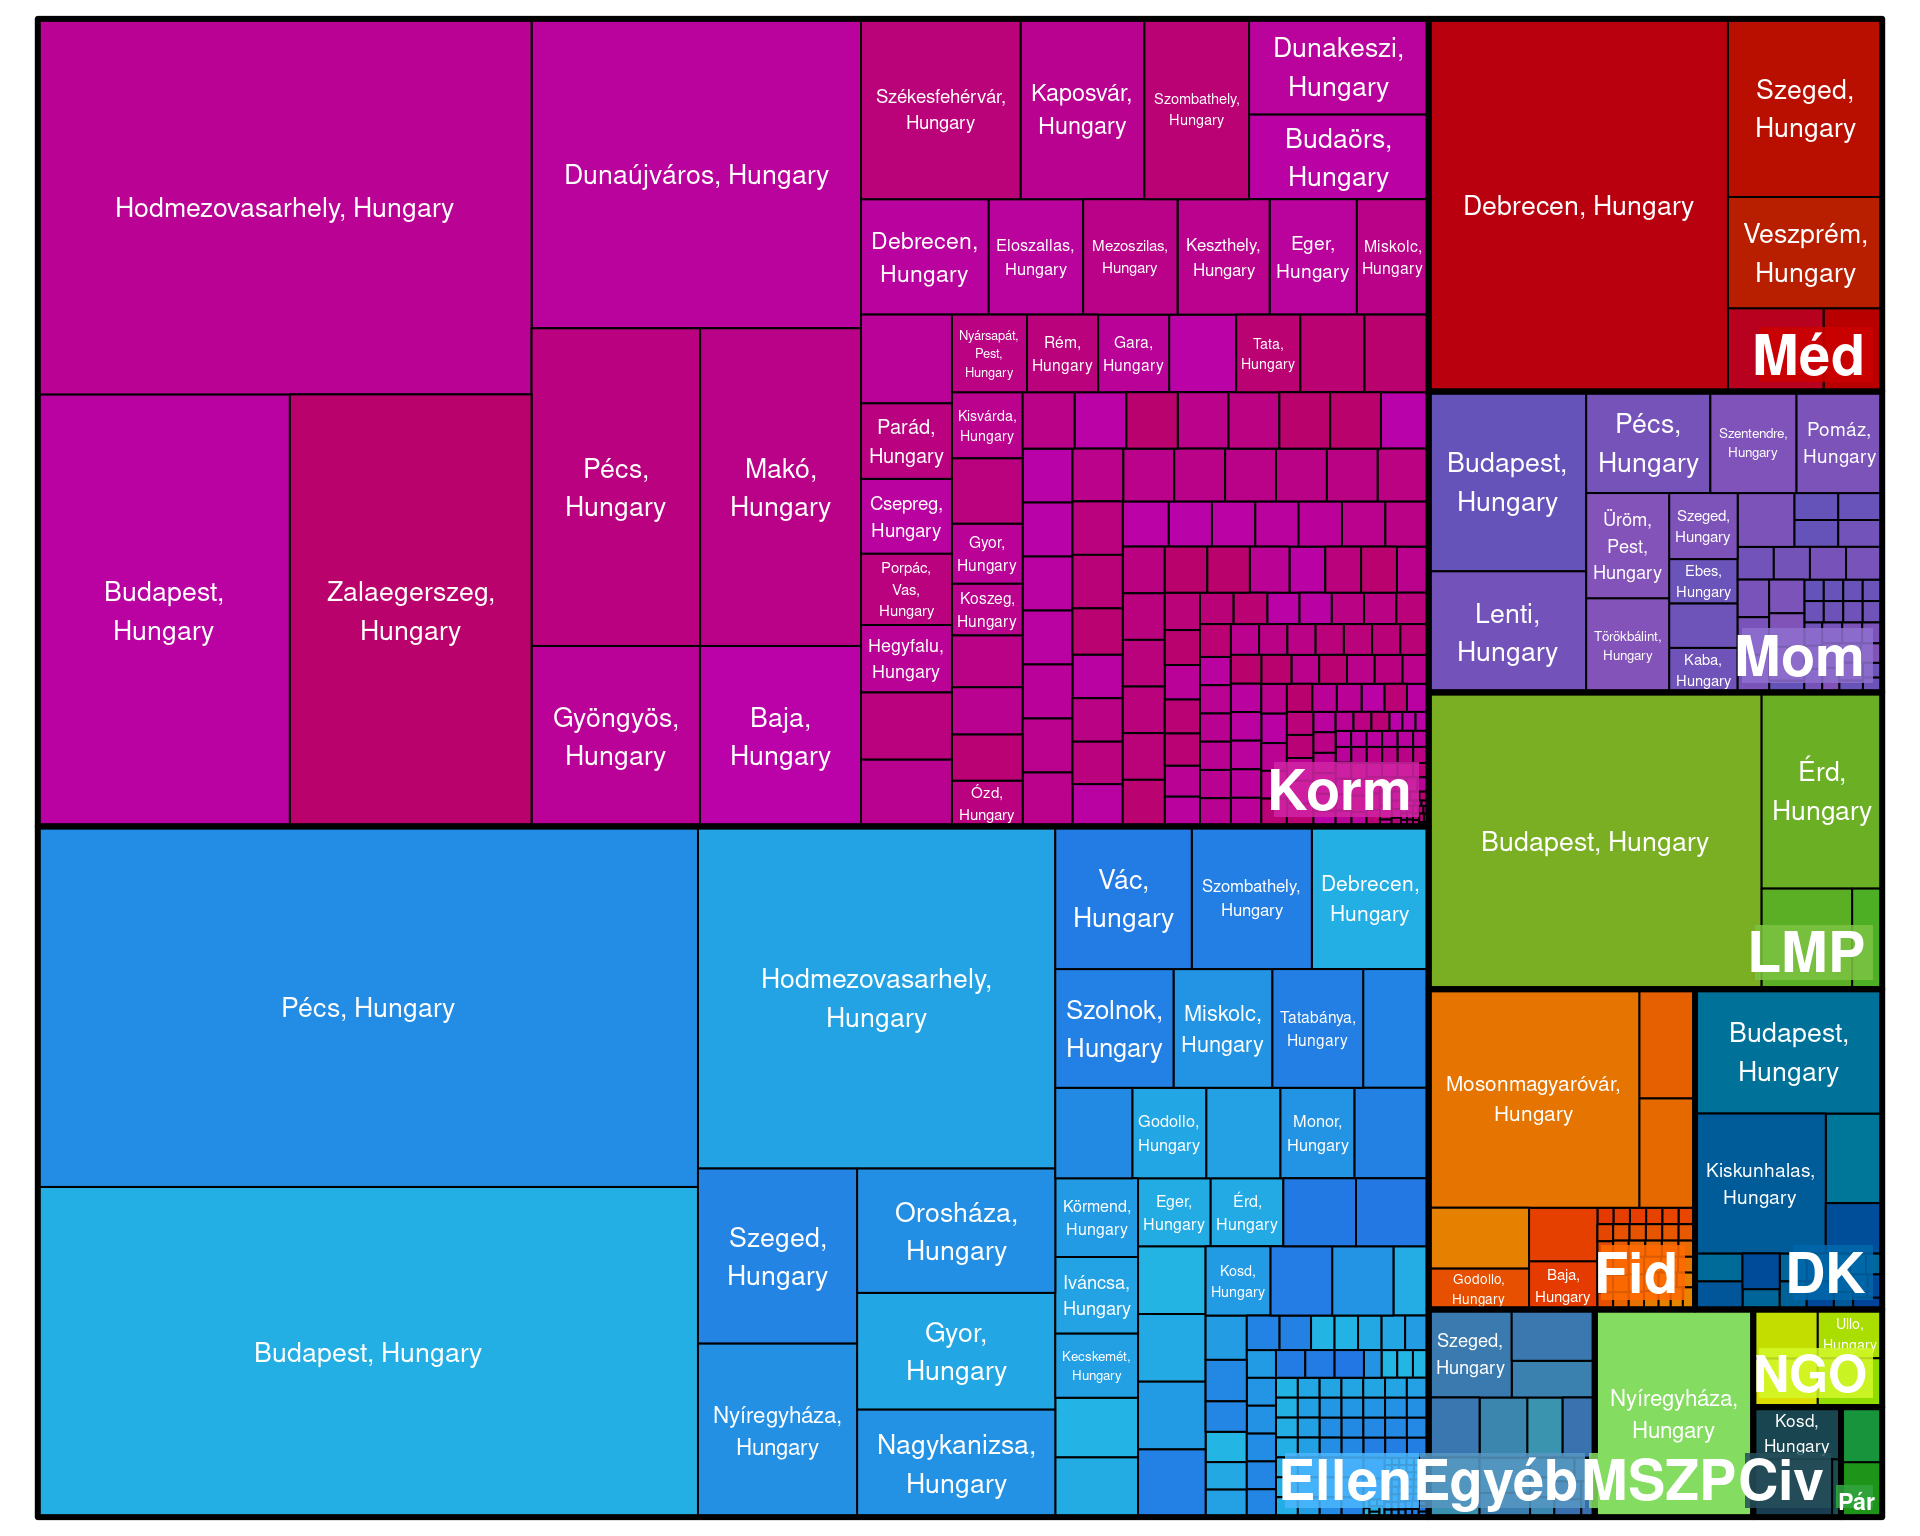 Hodmezovasarhely, Hungary
Dunaújváros, Hungary
Budapest,
Hungary
Zalaegerszeg,
Hungary
Pécs,
Hungary
Makó,
Hungary
Gyöngyös,
Hungary
Baja,
Hungary
Székesfehérvár,
Hungary
Kaposvár,
Hungary
Szombathely,
Hungary
Dunakeszi,
Hungary
Budaörs,
Hungary
Debrecen,
Hungary
Eloszallas,
Hungary
Mezoszilas,
Hungary
Keszthely,
Hungary
Eger,
Hungary
Miskolc,
Hungary
Nyársapát,
Pest,
Hungary
Rém,
Hungary
Gara,
Hungary
Tata,
Hungary
Parád,
Hungary
Kisvárda,
Hungary
Csepreg,
Hungary
Gyor,
Hungary
Porpác,
Vas,
Hungary
Koszeg,
Hungary
Hegyfalu,
Hungary
Ózd,
Hungary
Korm
Debrecen, Hungary
Szeged,
Hungary
Veszprém,
Hungary
Méd
Budapest,
Hungary
Pécs,
Hungary
Szentendre,
Hungary
Pomáz,
Hungary
Lenti,
Hungary
Üröm,
Pest,
Hungary
Szeged,
Hungary
Ebes,
Hungary
Törökbálint,
Hungary
Kaba,
Hungary
Mom
Budapest, Hungary
Érd,
Hungary
LMP
Pécs, Hungary
Budapest, Hungary
Hodmezovasarhely,
Hungary
Szeged,
Hungary
Orosháza,
Hungary
Gyor,
Hungary
Nyíregyháza,
Hungary
Nagykanizsa,
Hungary
Vác,
Hungary
Szombathely,
Hungary
Debrecen,
Hungary
Szolnok,
Hungary
Miskolc,
Hungary
Tatabánya,
Hungary
Godollo,
Hungary
Monor,
Hungary
Körmend,
Hungary
Eger,
Hungary
Érd,
Hungary
Iváncsa,
Hungary
Kosd,
Hungary
Kecskemét,
Hungary
Ellen
Mosonmagyaróvár,
Hungary
Godollo,
Hungary
Baja,
Hungary
Fid
Budapest,
Hungary
Kiskunhalas,
Hungary
DK
Szeged,
Hungary
Egyéb
Nyíregyháza,
Hungary
MSZP
Ullo,
Hungary
NGO
Kosd,
Hungary
Civ
Pár